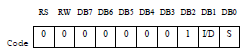 RS RW DB7 DB6 DB5 DB4 DB3 DB2 DB1 DB0
Code 0 0 0 0 0 0 0 1 I/D S